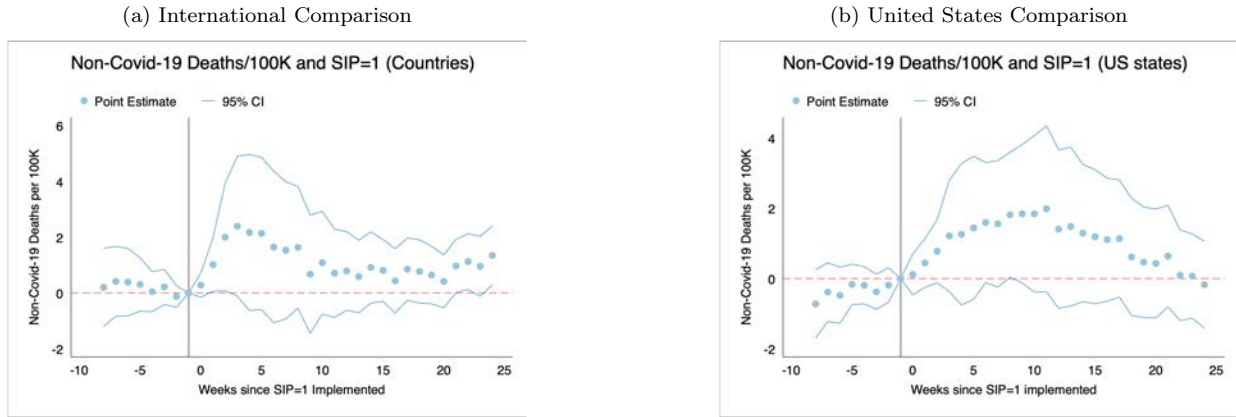 (a) International Comparison
Non-Covid-19 Deaths/100K and SIP=1 (Countries)
Point Estimate
95% CI
Non-Covid-19 Deaths per 100K
6
4
2
0
-2
-10
-5
0
5
10
15
20
25
Weeks since SIP=1 Implemented
(b) United States Comparison
Non-Covid-19 Deaths/100K and SIP=1 (US states)
Point Estimate
95% CI
Non-Covid-19 Deaths per 100K
4
2
0
-2
-10
-5
0
5
10
15
20
25
Weeks since SIP=1 implemented